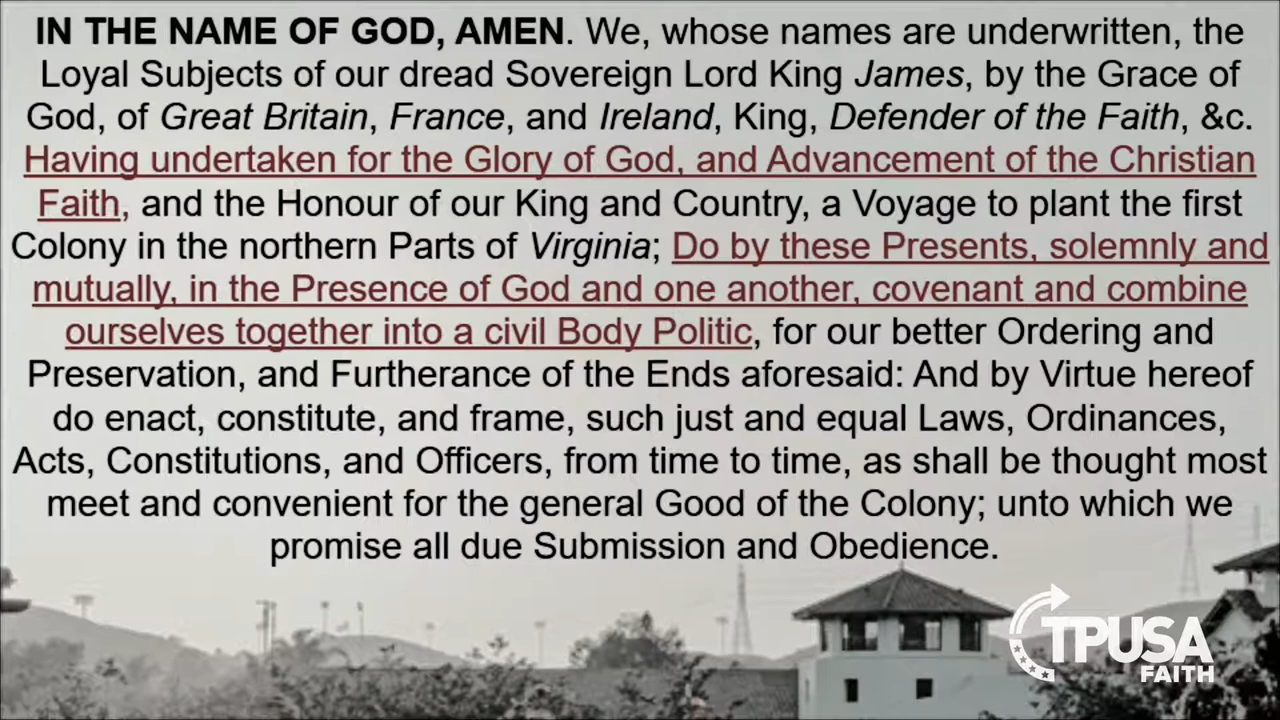 IN THE NAME OF GOD, AMEN. We, whose names are underwritten, the
Loyal Subjects of our dread Sovereign Lord King James, by the Grace of
God, of Great Britain, France, and Ireland, King, Defender of the Faith, &c.
Having undertaken for the Glory of God, and Advancement of the Christian
Faith, and the Honour of our King and Country, a Voyage to plant the first
Colony in the northern Parts of Virginia; Do by these Presents, solemnly and
mutually, in the Presence of God and one another, covenant and combine
ourselves together into a civil Body Politic, for our better Ordering and
Preservation, and Furtherance of the Ends aforesaid: And by Virtue hereof
do enact, constitute, and frame, such just and equal Laws, Ordinances,
Acts, Constitutions, and Officers, from time to time, as shall be thought most
meet and convenient for the general Good of the Colony; unto which we
promise all due Submission and Obedience.
TPUSA
FAITH